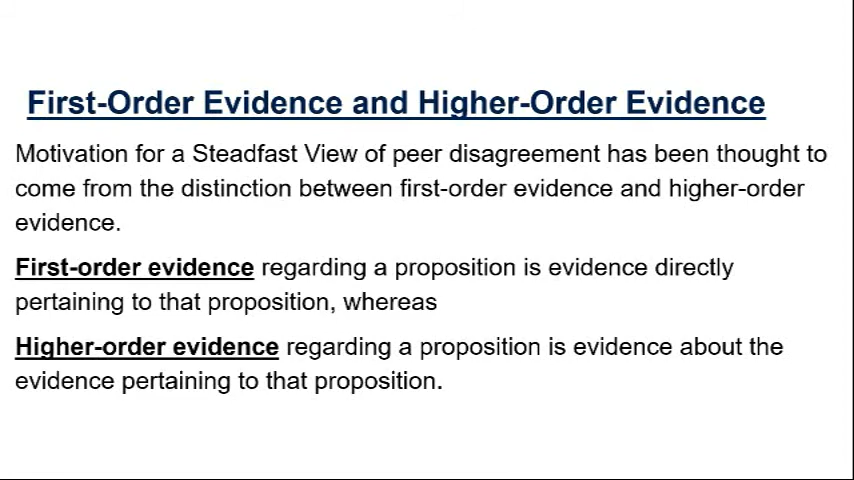 First-Order Evidence and Higher-Order Evidence
Motivation for a Steadfast View of peer disagreement has been thought to
come from the distinction between first-order evidence and higher-order
evidence.
First-order evidence regarding a proposition is evidence directly
pertaining to that proposition, whereas
Higher-order evidence regarding a proposition is evidence about the
evidence pertaining to that proposition.